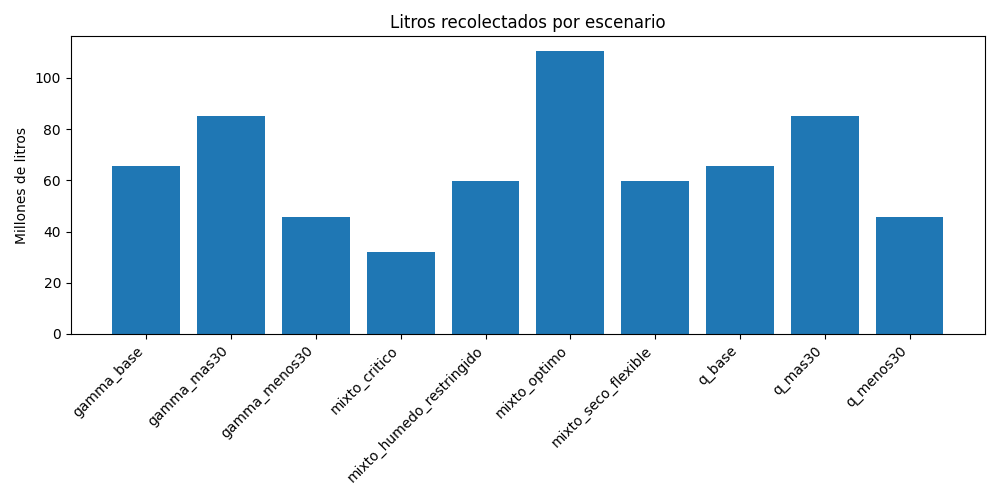 Litros recolectados por escenario
Millones de litros
100
80
60
40
20
0
gamma_base
gamma_mas30
gamma_menos30
mixto_critico
mixto_humedo_restringido
mixto_optimo
mixto_seco_flexible
q_base
q_mas30
q_menos30